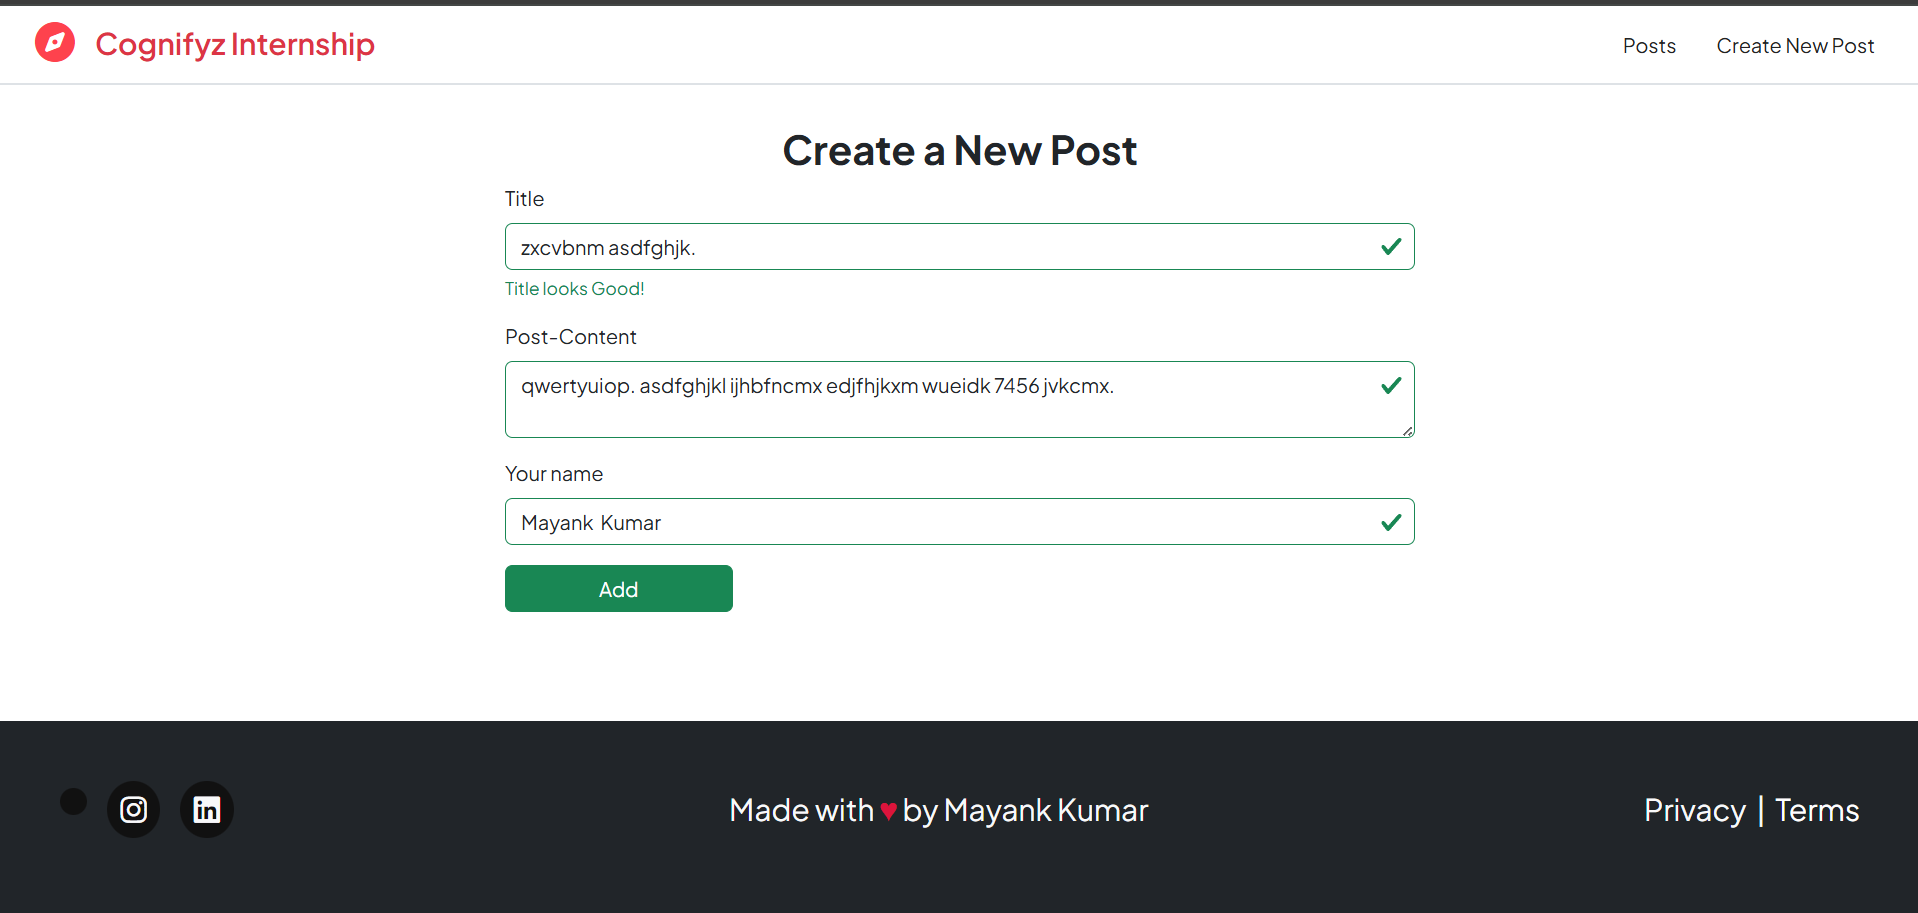 Cognifyz Internship
Posts
Create New Post
Create a New Post
Title
zxcvbnm asdfghjk.
Title looks Good!
Post-Content
qwertyuiop. asdfghjkl ijhbfncmx edjfhjkxm wueidk 7456 jvkcmx.
Your name
Mayank Kumar
Add
in
Made with ♥ by Mayank Kumar
Privacy | Terms